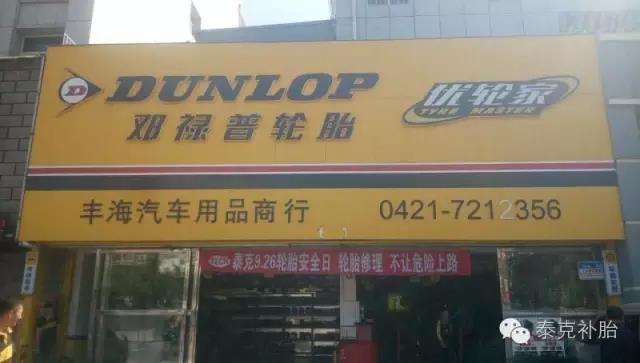 DUNLOP
邓禄普轮胎
优轮家
TYRE MASTER
丰海汽车用品商行
0421-7212356
泰克9.26轮胎安全日 轮胎修理 不让危险上路
泰克补胎